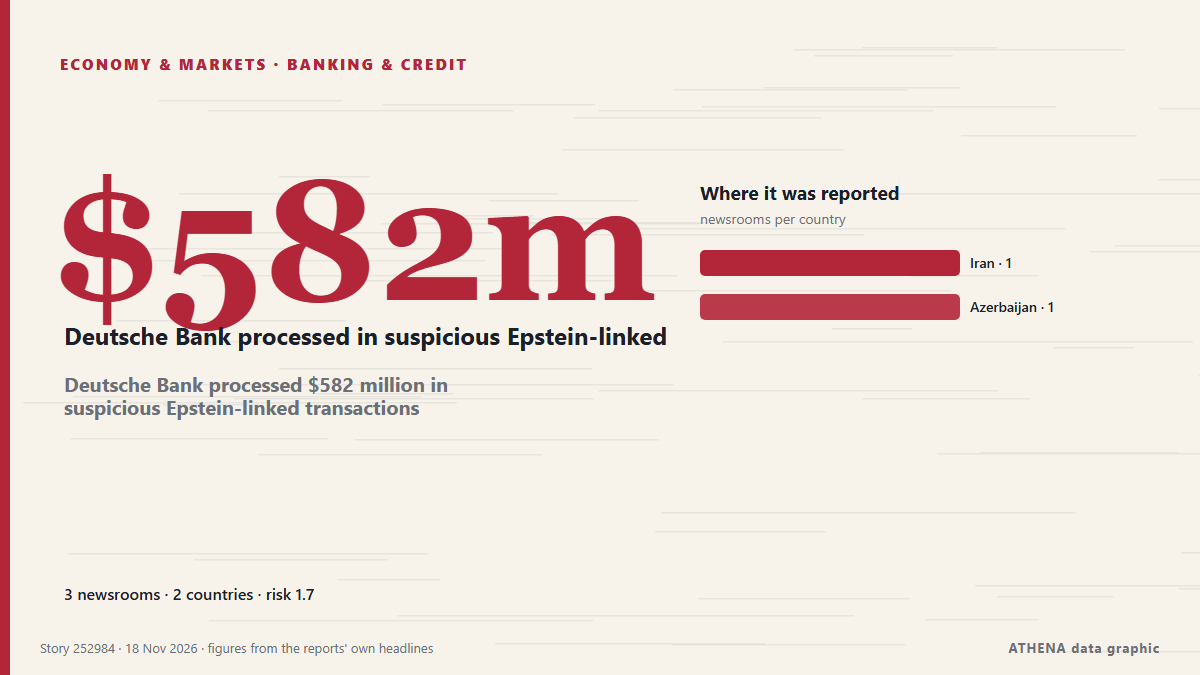 ECONOMY & MARKETS · BANKING & CREDIT
$582m
Deutsche Bank processed in suspicious Epstein-linked
Deutsche Bank processed $582 million in
suspicious Epstein-linked transactions
Where it was reported
newsrooms per country
Iran · 1
Azerbaijan · 1
3 newsrooms · 2 countries · risk 1.7
Story 252984 · 18 Nov 2026 · figures from the reports' own headlines
ATHENA data graphic